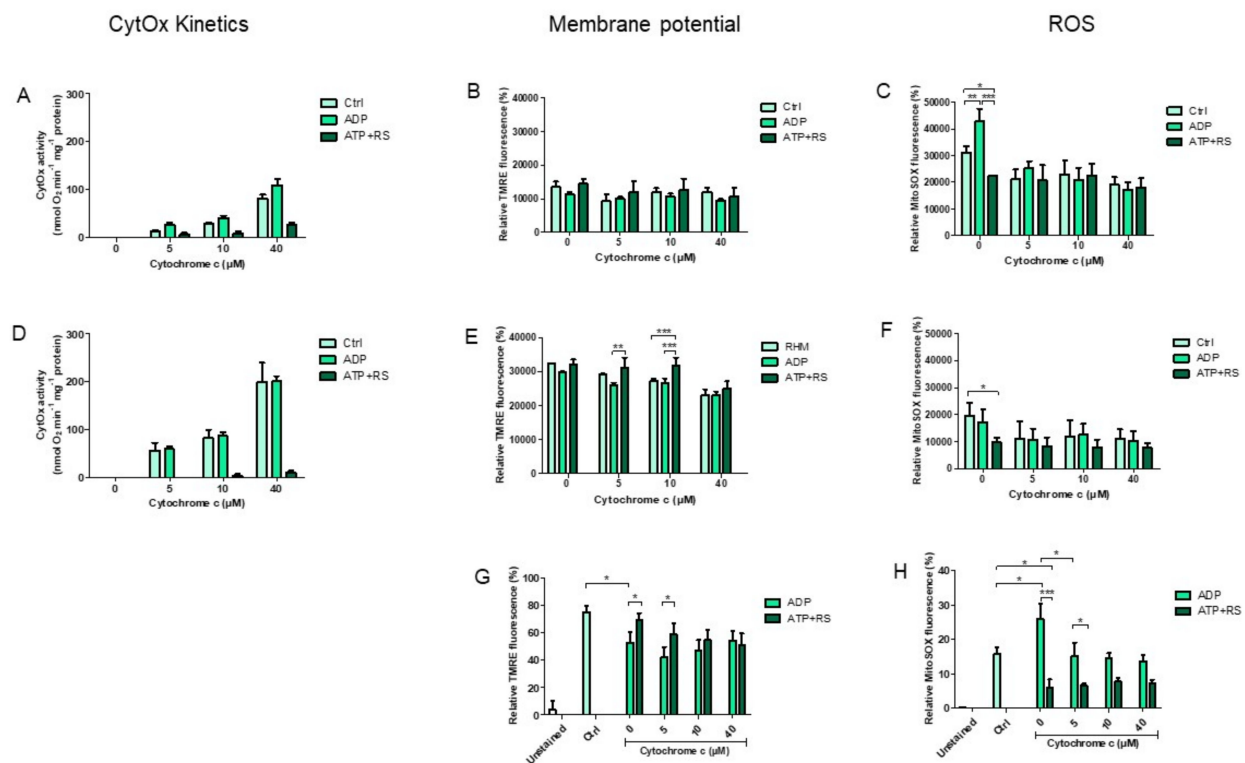 CytOx Kinetics
Membrane potential
ROS
A
CytOx activity
(nmol O₂ min⁻¹ mg⁻¹ protein)
300
200
100
0
0
5
10
40
Cytochrome c (µM)
Ctrl
ADP
ATP+RS
B
Relative TMRE fluorescence (%)
40000
30000
20000
10000
0
0
5
10
40
Cytochrome c (µM)
Ctrl
ADP
ATP+RS
C
Relative MitoSOX fluorescence (%)
50000
40000
30000
20000
10000
0
*
**
***
0
5
10
40
Cytochrome c (µM)
Ctrl
ADP
ATP+RS
D
CytOx activity
(nmol O₂ min⁻¹ mg⁻¹ protein)
300
200
100
0
0
5
10
40
Cytochrome c (µM)
Ctrl
ADP
ATP+RS
E
Relative TMRE fluorescence (%)
40000
30000
20000
10000
0
**
***
***
0
5
10
40
Cytochrome c (µM)
RHM
ADP
ATP+RS
F
Relative MitoSOX fluorescence (%)
50000
40000
30000
20000
10000
0
*
0
5
10
40
Cytochrome c (µM)
Ctrl
ADP
ATP+RS
G
Relative TMRE fluorescence (%)
100
80
60
40
20
0
*
*
*
Unstained
Ctrl
0
5
10
40
Cytochrome c (µM)
ADP
ATP+RS
H
Relative MitoSOX fluorescence (%)
40
30
20
10
0
*
*
*
***
*
Unstained
Ctrl
0
5
10
40
Cytochrome c (µM)
ADP
ATP+RS